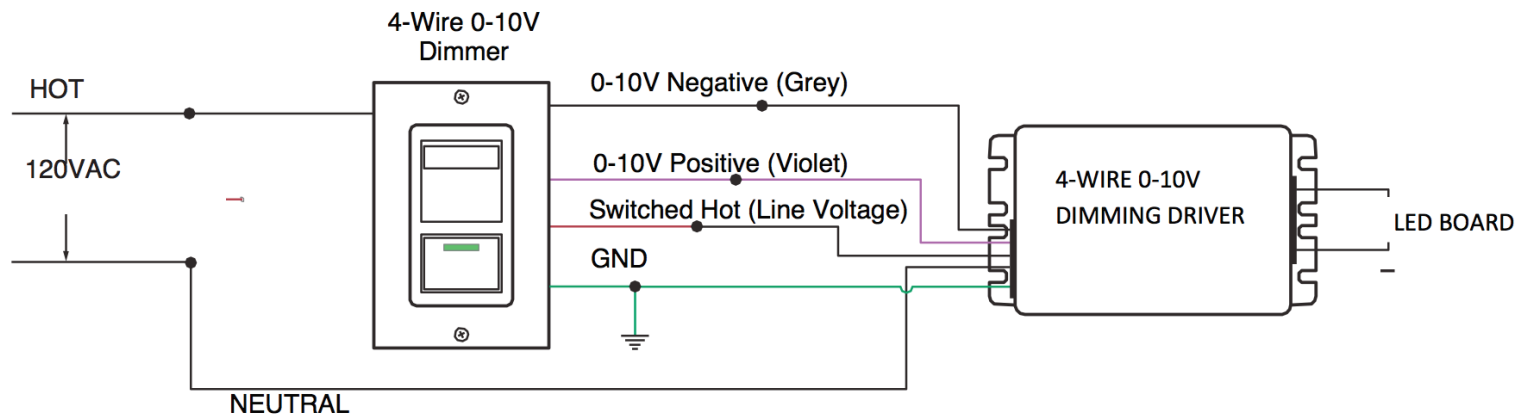 4-Wire 0-10V
Dimmer
HOT
120VAC
0-10V Negative (Grey)
0-10V Positive (Violet)
Switched Hot (Line Voltage)
GND
NEUTRAL
4-WIRE 0-10V
DIMMING DRIVER
LED BOARD